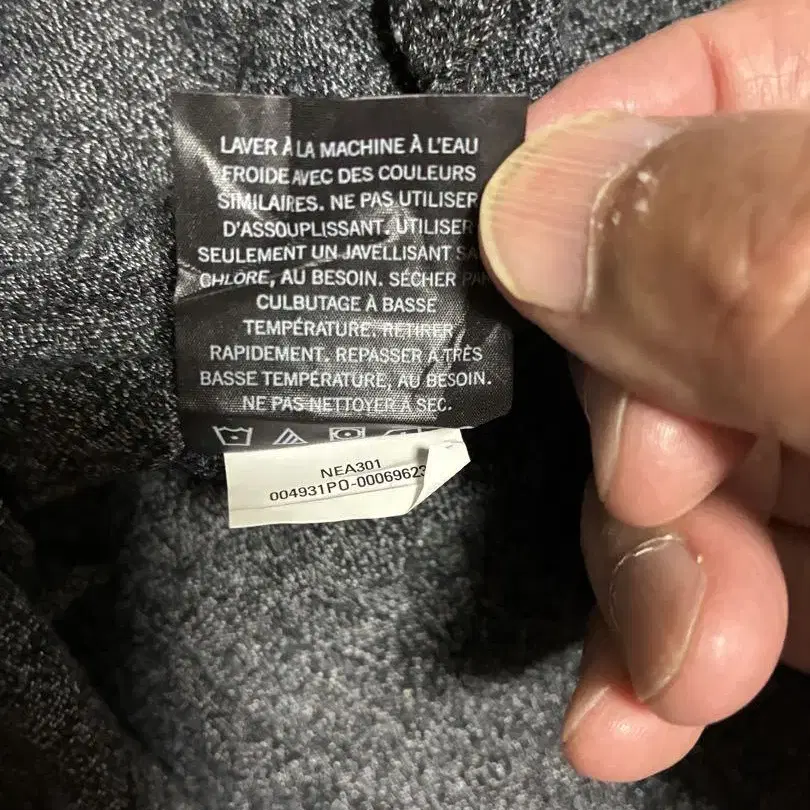 LAVER À LA MACHINE À L'EAU
FROIDE AVEC DES COULEURS
SIMILAIRES. NE PAS UTILISER
D'ASSOUPLISSANT. UTILISER
SEULEMENT UN JAVELLISANT
CHLORE, AU BESOIN. SÉCHER
CULBUTAGE À BASSE
TEMPÉRATURE. RETIRER
RAPIDEMENT. REPASSER À TRÈS
BASSE TEMPÉRATURE, AU BESOIN.
NE PAS NETTOYER À SEC.
NEA301
004931PO-00069623